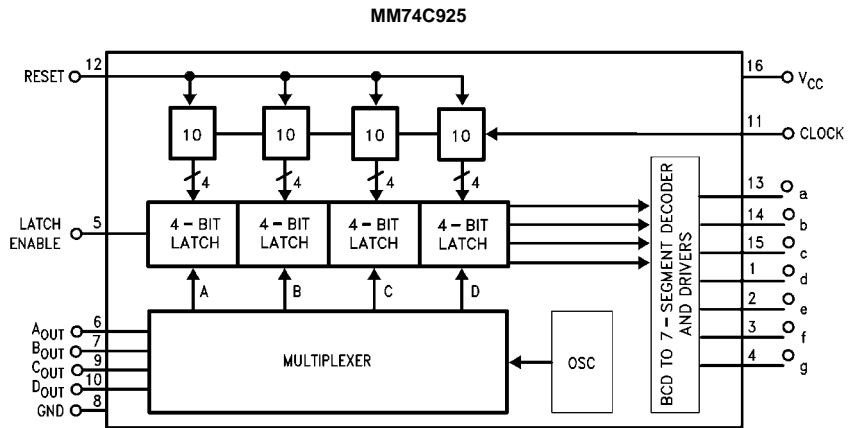 MM74C925
RESET 12
16 VCC
10 10 10 10
11 CLOCK
4 4 4 4
LATCH ENABLE 5
4-BIT LATCH
4-BIT LATCH
4-BIT LATCH
4-BIT LATCH
BCD TO 7-SEGMENT DECODER AND DRIVERS
13 a
14 b
15 c
1 d
2 e
3 f
4 g
A B C D
AOUT 6
BOUT 7
COUT 9
DOUT 10
GND 8
MULTIPLEXER
OSC